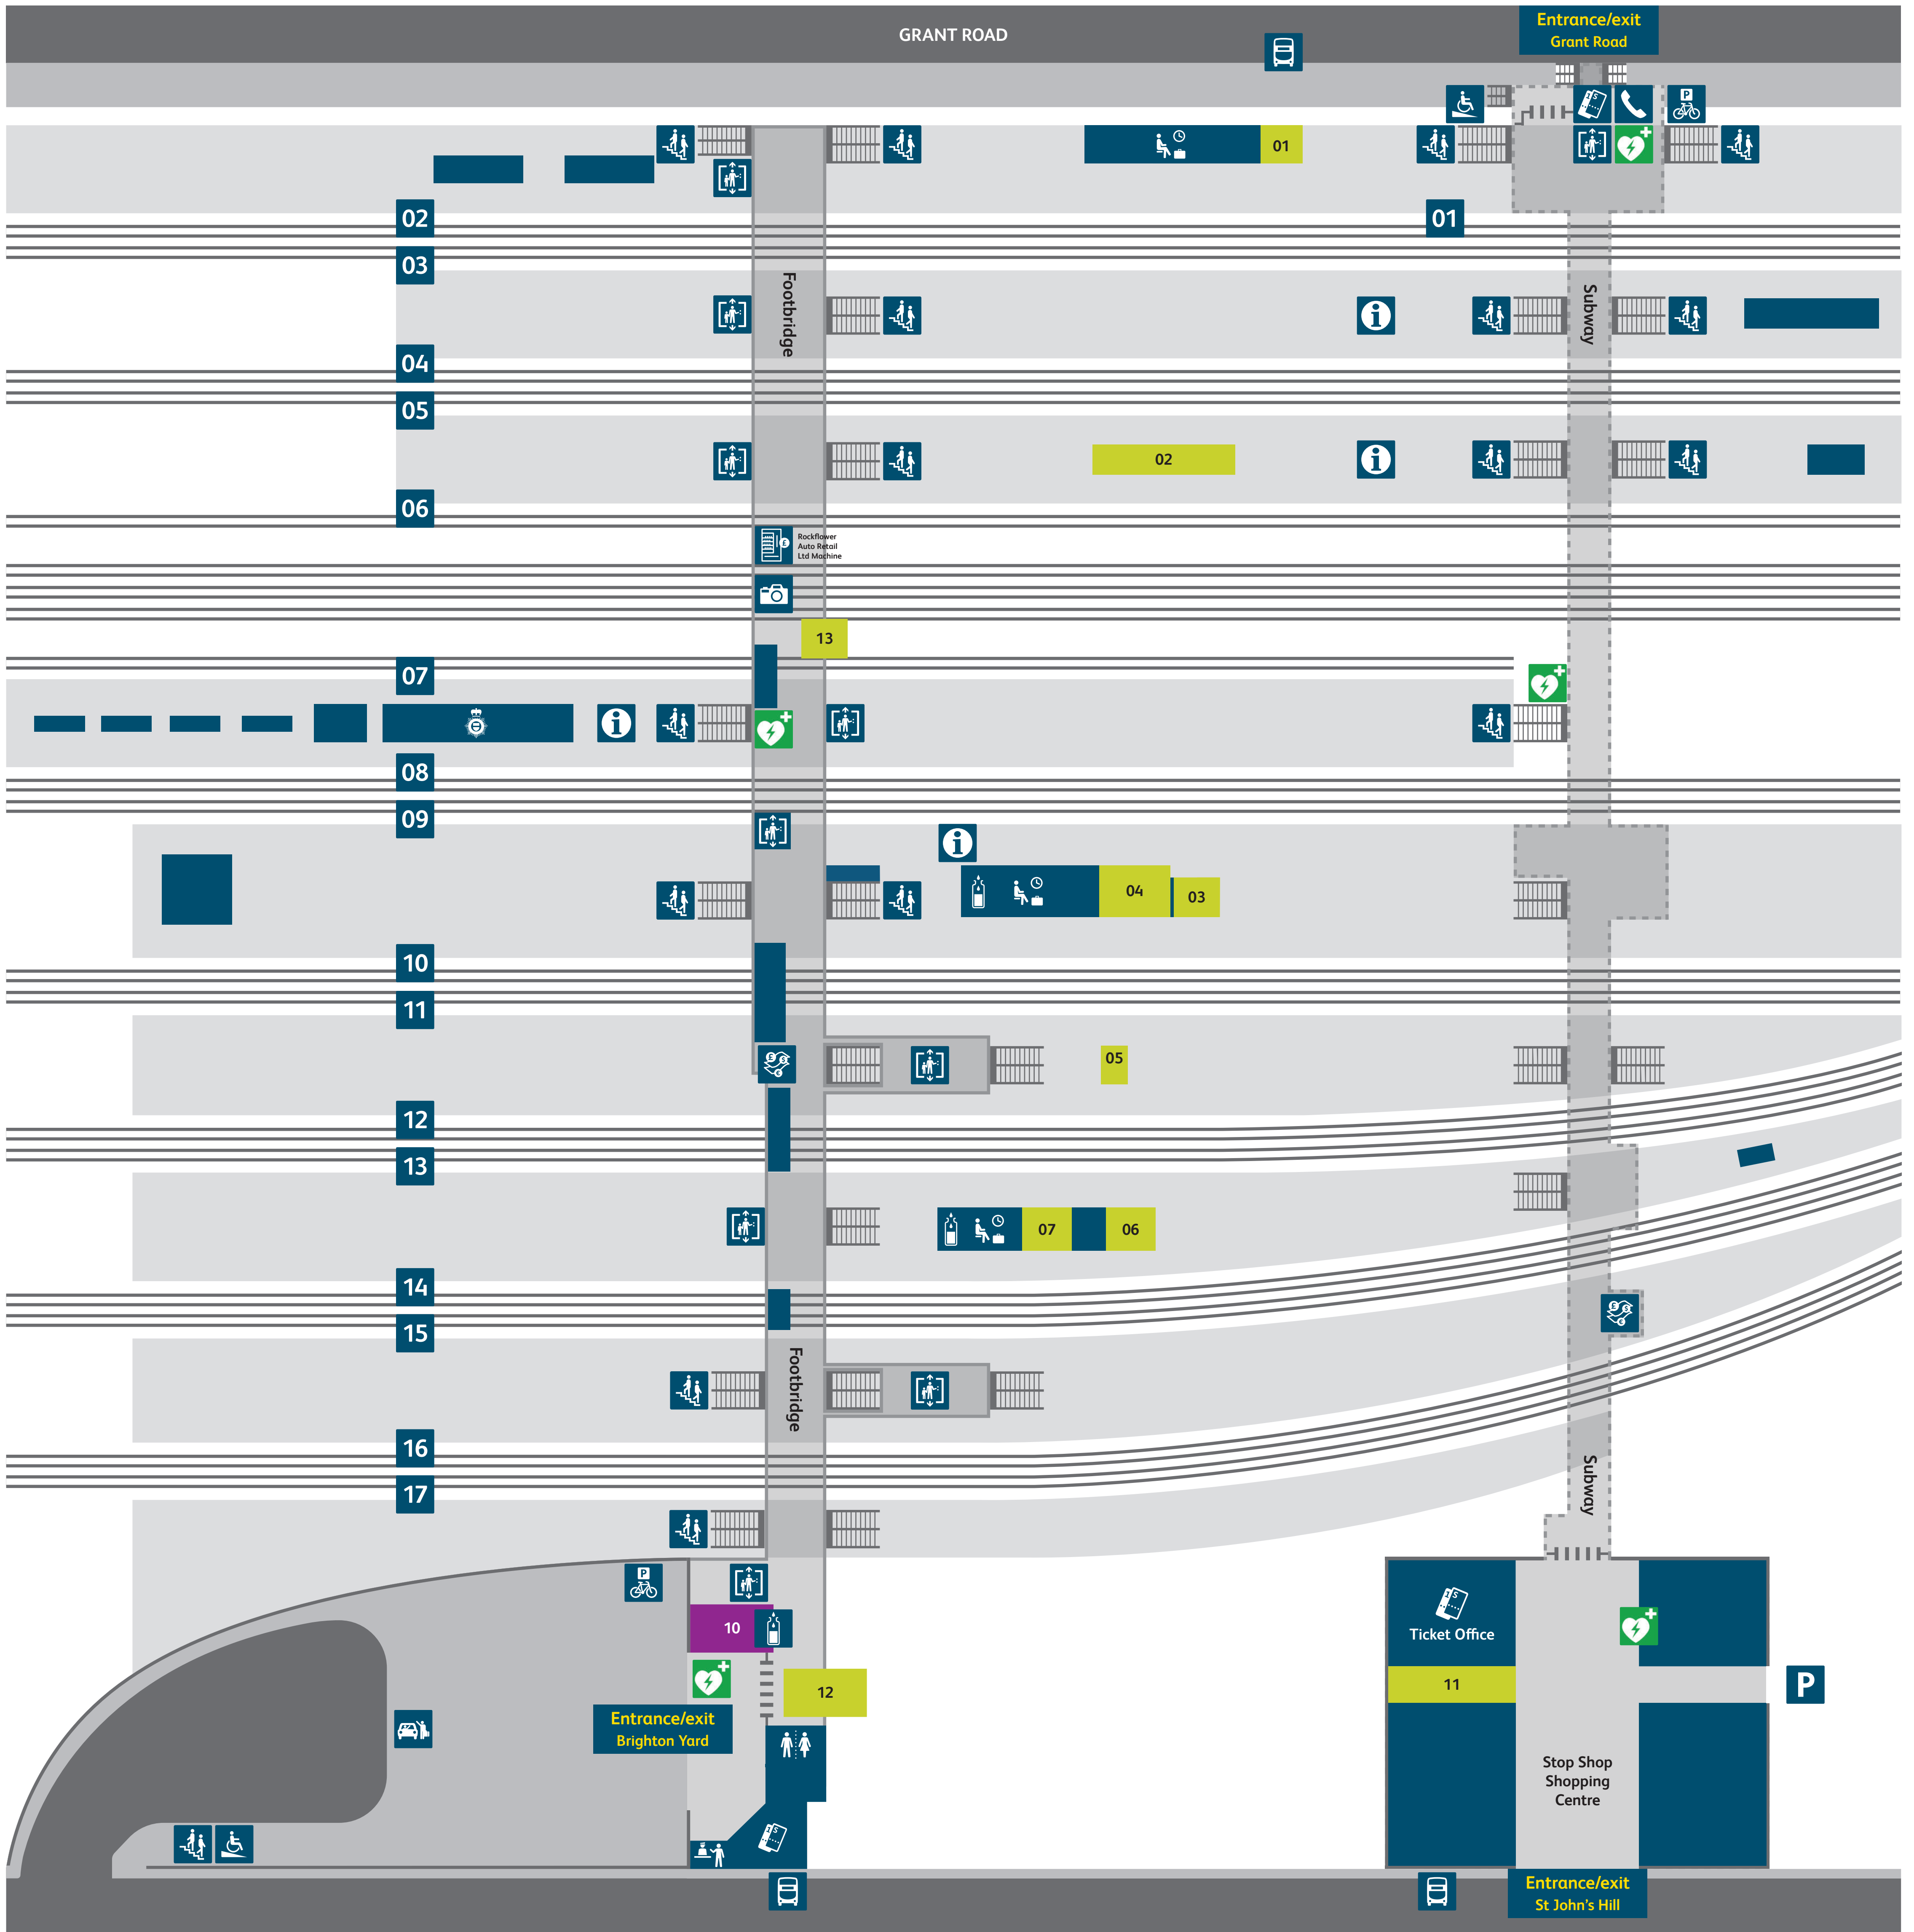 Entrance/exit
Grant Road
GRANT ROAD
P
01
02
01
03
Footbridge
Subway
04
05
02
06
Rockflower
Auto Retail
Ltd Machine
13
07
08
09
04
03
10
11
05
12
13
07
06
14
15
Footbridge
16
Subway
17
P
10
Ticket Office
12
11
P
Entrance/exit
Brighton Yard
Stop Shop
Shopping
Centre
Entrance/exit
St John's Hill